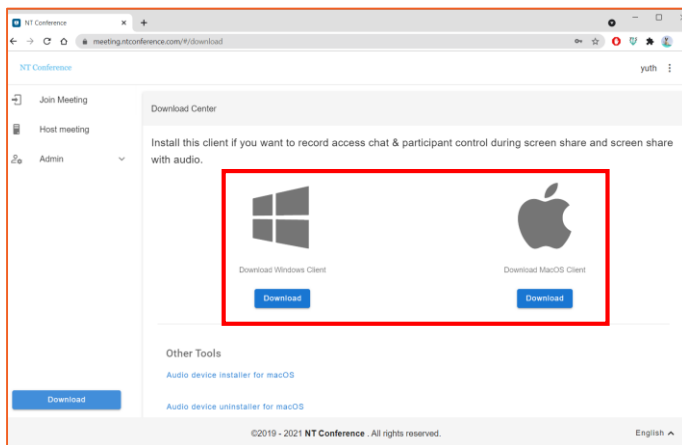 NT Conference
meeting.ntconference.com/#/download
NT Conference
yuth
Join Meeting
Host meeting
Admin
Download Center
Install this client if you want to record access chat & participant control during screen share and screen share
with audio.
Download Windows Client
Download MacOS Client
Download
Download
Other Tools
Audio device installer for macOS
Audio device uninstaller for macOS
Download
©2019 - 2021 NT Conference . All rights reserved.
English